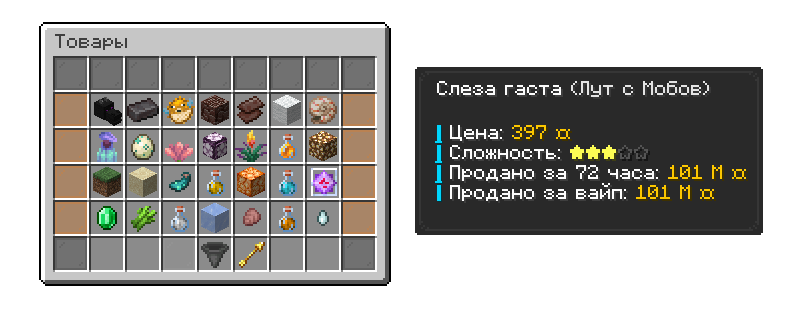 Товары
Слеза гаста (Лут с Мобов)
Цена: 397 ¤
Сложность: ★★★☆☆
Продано за 72 часа: 101 М ¤
Продано за вайп: 101 М ¤